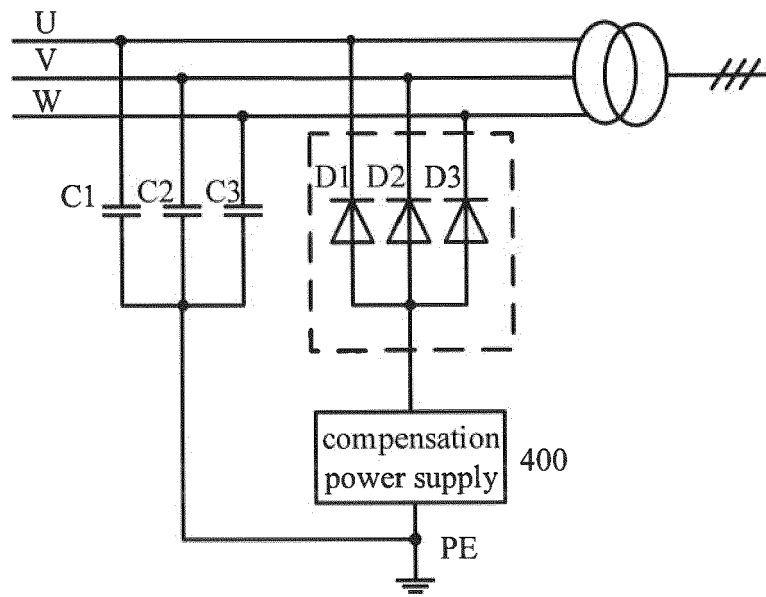 U
V
W
C1 C2 C3
D1 D2 D3
compensation
power supply
400
PE